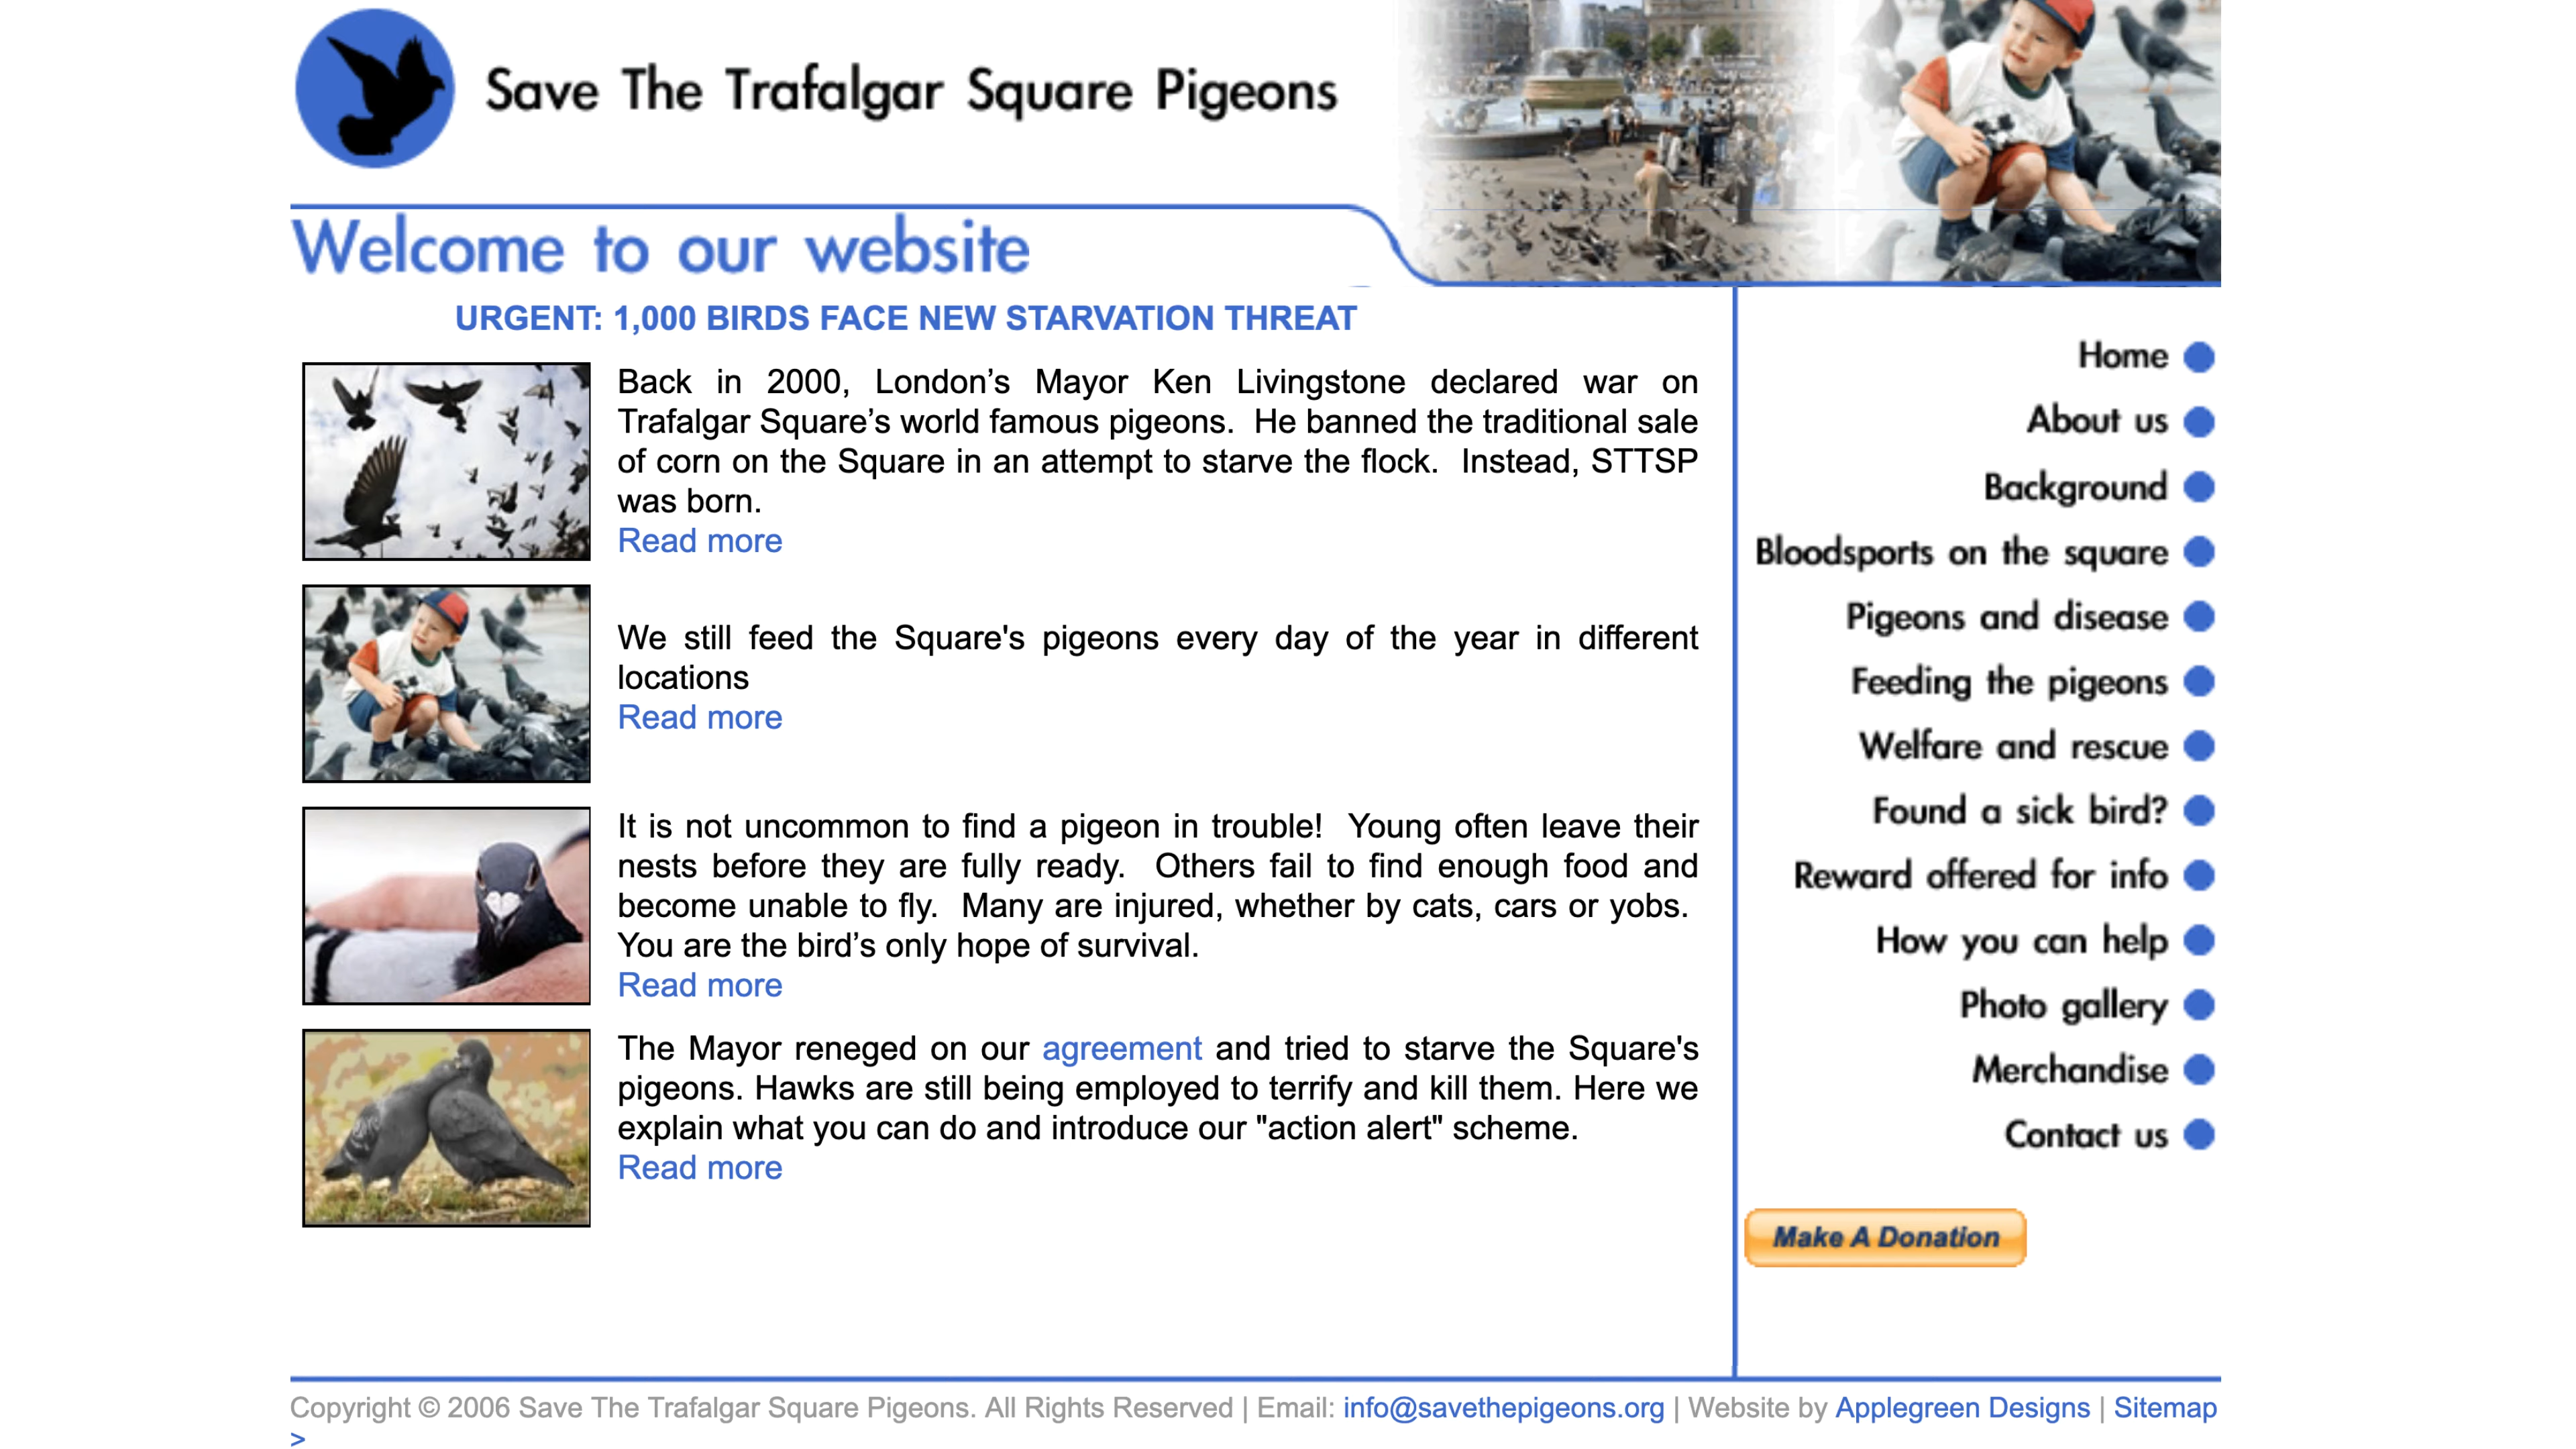 Save The Trafalgar Square Pigeons
Welcome to our website
URGENT: 1,000 BIRDS FACE NEW STARVATION THREAT
Back in 2000, London’s Mayor Ken Livingstone declared war on
Trafalgar Square’s world famous pigeons.  He banned the traditional sale
of corn on the Square in an attempt to starve the flock.  Instead, STTSP
was born.
Read more
We still feed the Square's pigeons every day of the year in different
locations
Read more
It is not uncommon to find a pigeon in trouble!  Young often leave their
nests before they are fully ready.  Others fail to find enough food and
become unable to fly.  Many are injured, whether by cats, cars or yobs.
You are the bird’s only hope of survival.
Read more
The Mayor reneged on our agreement and tried to starve the Square's
pigeons. Hawks are still being employed to terrify and kill them. Here we
explain what you can do and introduce our "action alert" scheme.
Read more
Home
About us
Background
Bloodsports on the square
Pigeons and disease
Feeding the pigeons
Welfare and rescue
Found a sick bird?
Reward offered for info
How you can help
Photo gallery
Merchandise
Contact us
Make A Donation
Copyright © 2006 Save The Trafalgar Square Pigeons. All Rights Reserved | Email: info@savethepigeons.org | Website by Applegreen Designs | Sitemap
>